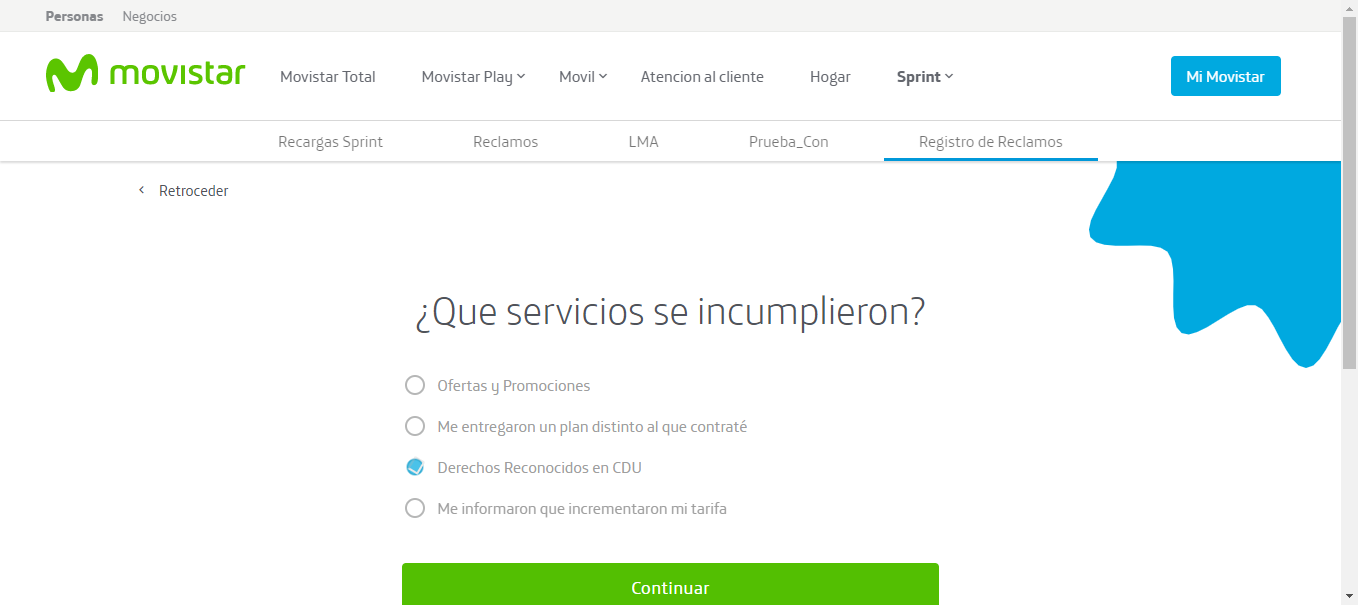 Personas Negocios
movistar Movistar Total Movistar Play Movil Atencion al cliente Hogar Sprint Mi Movistar
Recargas Sprint Reclamos LMA Prueba_Con Registro de Reclamos
Retroceder
¿Que servicios se incumplieron?
Ofertas y Promociones
Me entregaron un plan distinto al que contraté
Derechos Reconocidos en CDU
Me informaron que incrementaron mi tarifa
Continuar